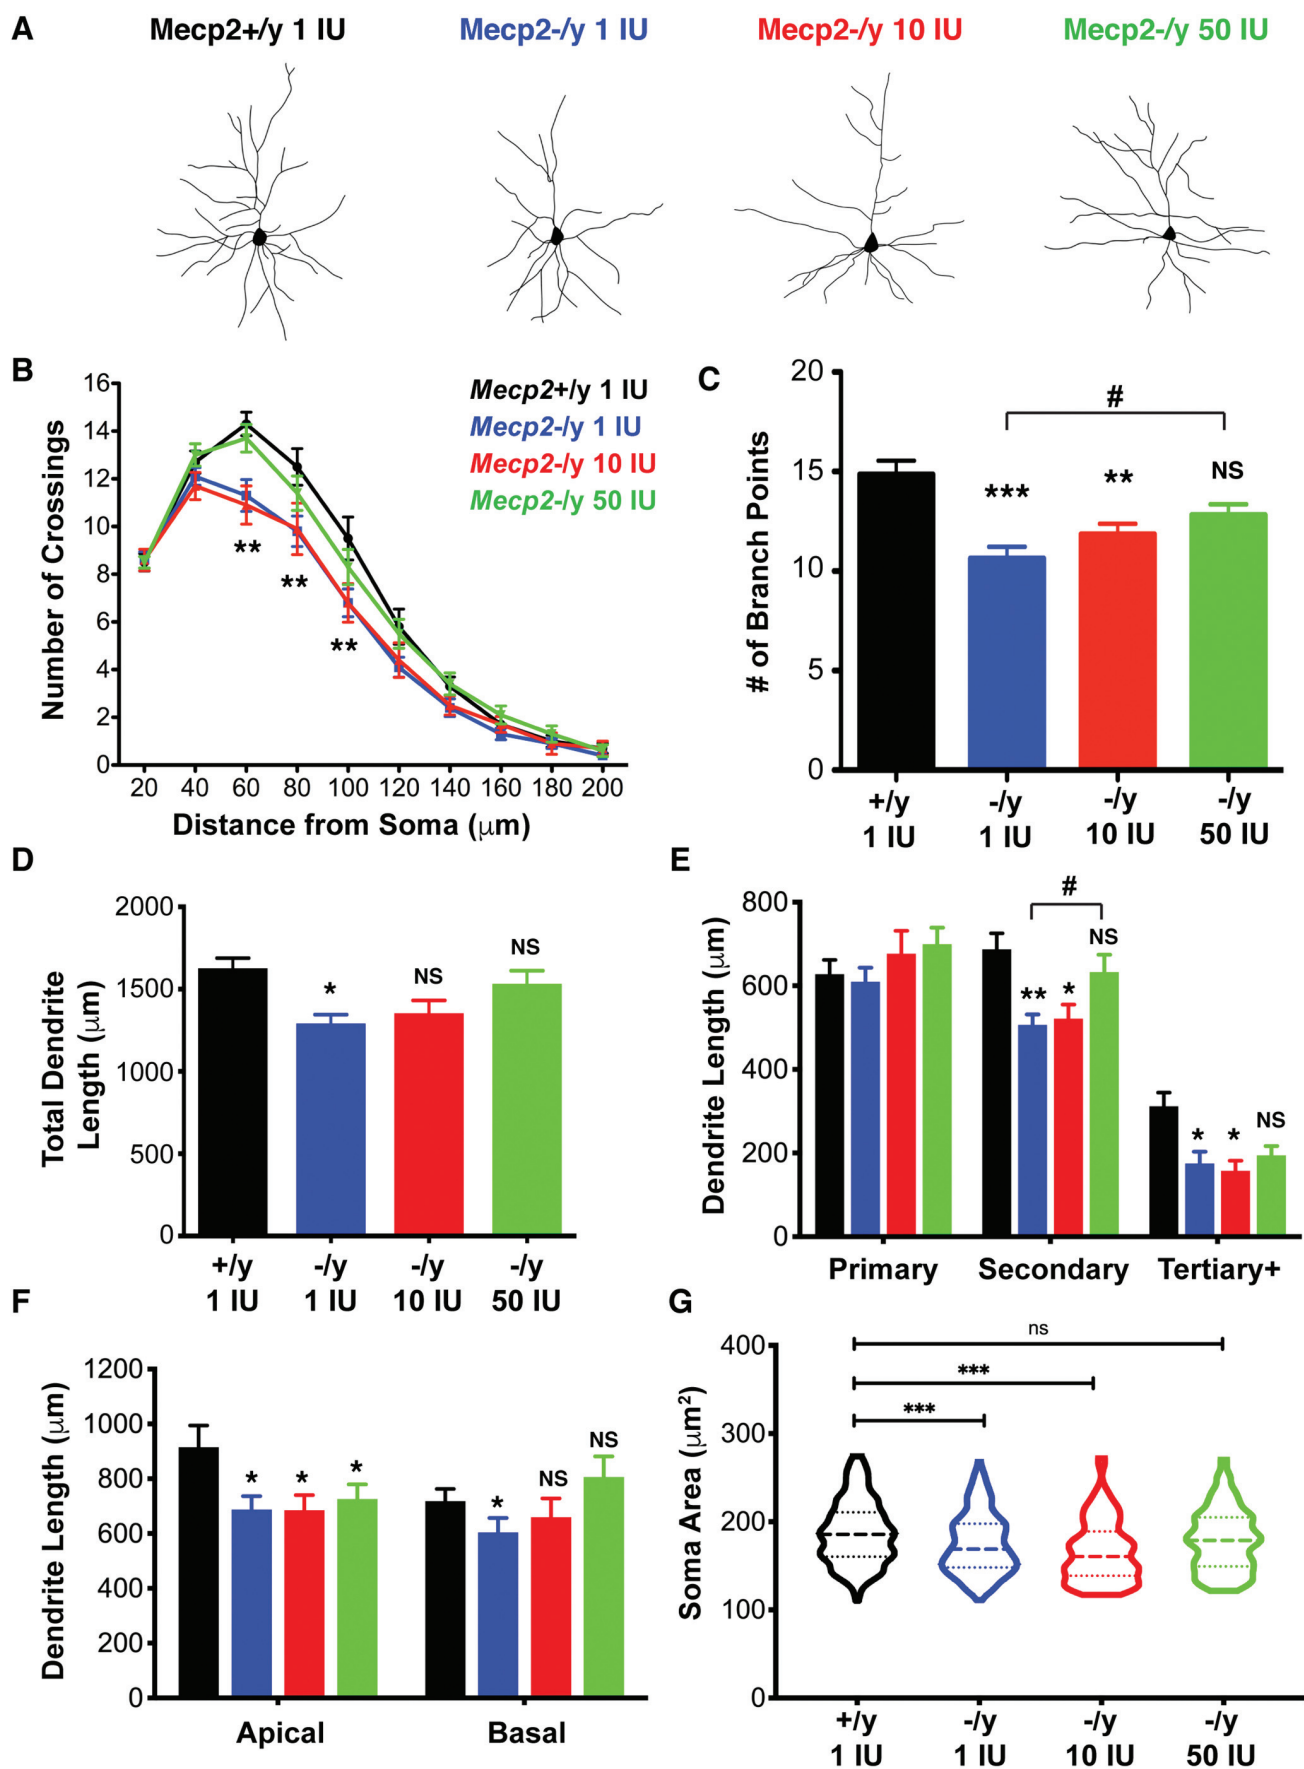 A
Mecp2+/y 1 IU
Mecp2-/y 1 IU
Mecp2-/y 10 IU
Mecp2-/y 50 IU
B
Number of Crossings
16
14
12
10
8
6
4
2
0
20 40 60 80 100 120 140 160 180 200
Distance from Soma (μm)
Mecp2+/y 1 IU
Mecp2-/y 1 IU
Mecp2-/y 10 IU
Mecp2-/y 50 IU
**
**
**
C
# of Branch Points
20
15
10
5
0
#
***
**
NS
+/y -/y -/y -/y
1 IU 1 IU 10 IU 50 IU
D
Total Dendrite
Length (μm)
2000
1500
1000
500
0
*
NS
NS
+/y -/y -/y -/y
1 IU 1 IU 10 IU 50 IU
E
Dendrite Length (μm)
800
600
400
200
0
#
** * NS
* * NS
Primary Secondary Tertiary+
F
Dendrite Length (μm)
1200
1000
800
600
400
200
0
* * *
* NS NS
Apical Basal
G
Soma Area (μm²)
400
300
200
100
0
ns
***
***
+/y -/y -/y -/y
1 IU 1 IU 10 IU 50 IU